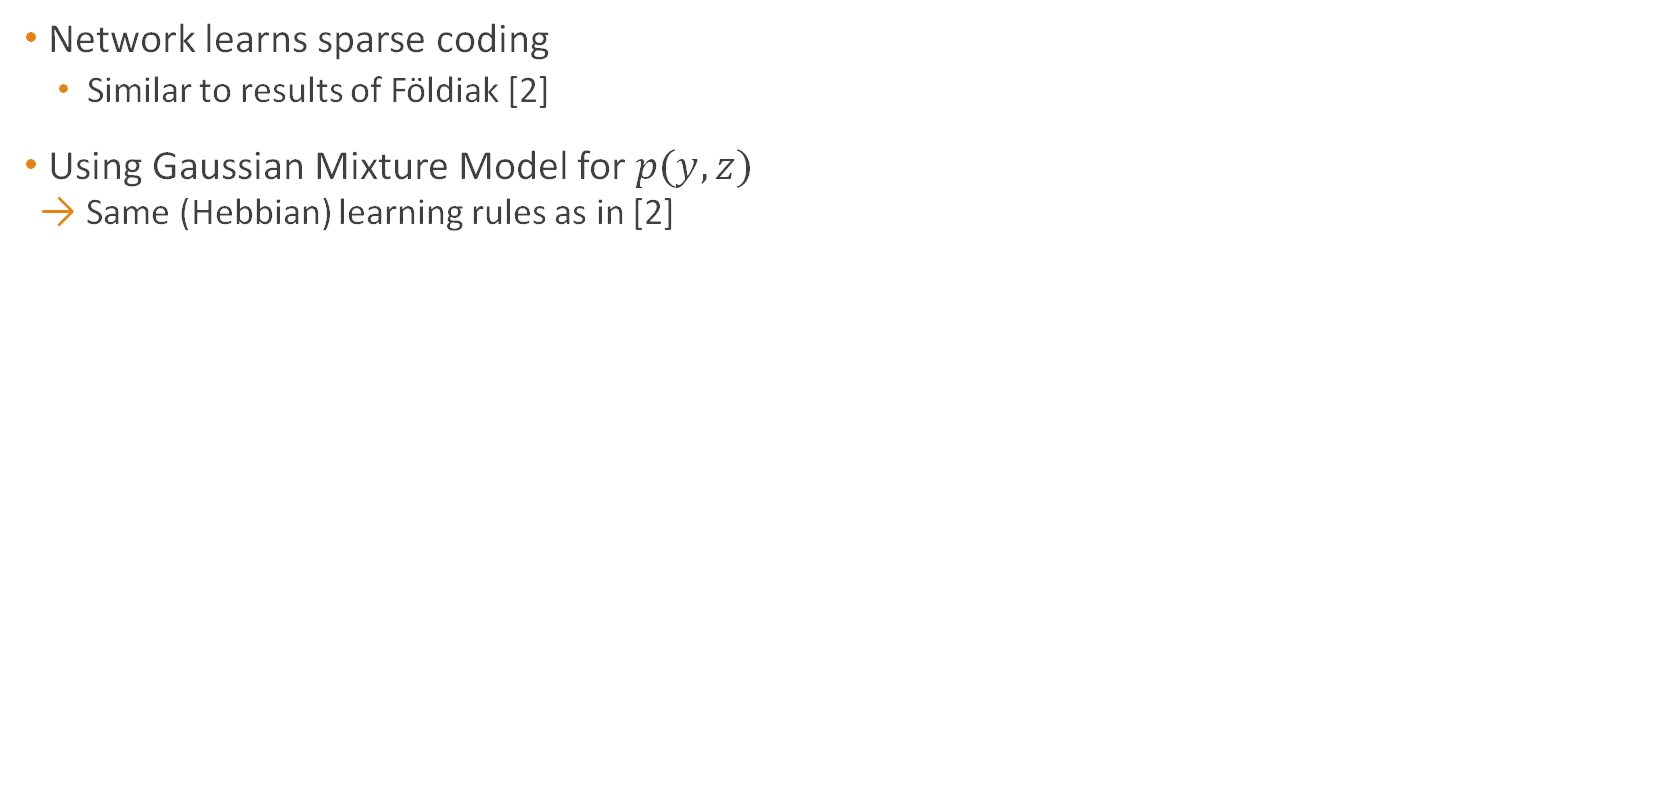 • Network learns sparse coding
• Similar to results of Földiak [2]
• Using Gaussian Mixture Model for p(y, z)
→ Same (Hebbian) learning rules as in [2]